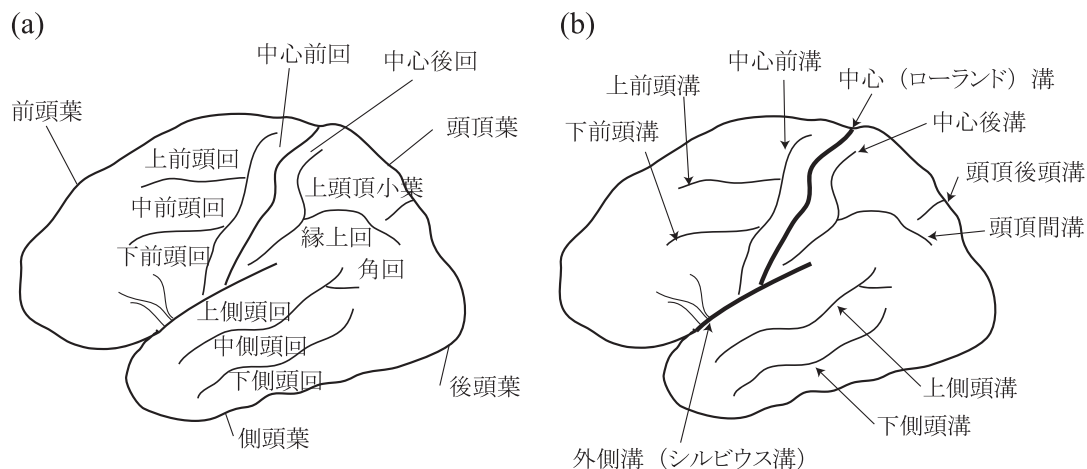 (a)
中心前回
中心後回
前頭葉
頭頂葉
上前頭回
上頭頂小葉
中前頭回
縁上回
下前頭回
角回
上側頭回
中側頭回
下側頭回
後頭葉
側頭葉
(b)
中心前溝
中心（ローランド）溝
上前頭溝
中心後溝
下前頭溝
頭頂後頭溝
頭頂間溝
上側頭溝
下側頭溝
外側溝（シルビウス溝）